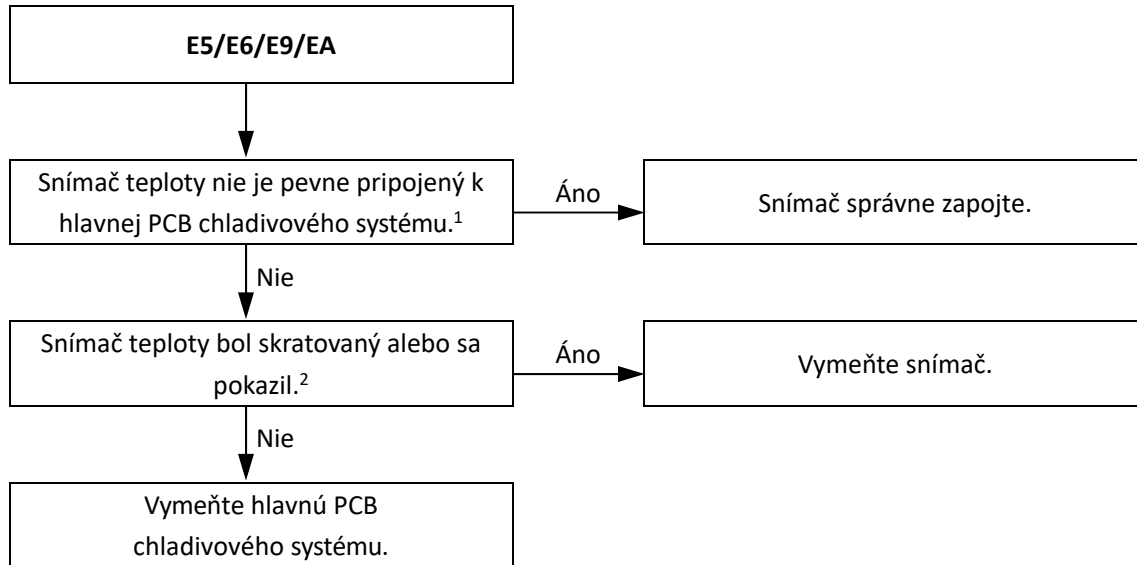 E5/E6/E9/EA
Snímač teploty nie je pevne pripojený k
hlavnej PCB chladivového systému.1
Áno
Snímač správne zapojte.
Nie
Snímač teploty bol skratovaný alebo sa
pokazil.2
Áno
Vymeňte snímač.
Nie
Vymeňte hlavnú PCB
chladivového systému.